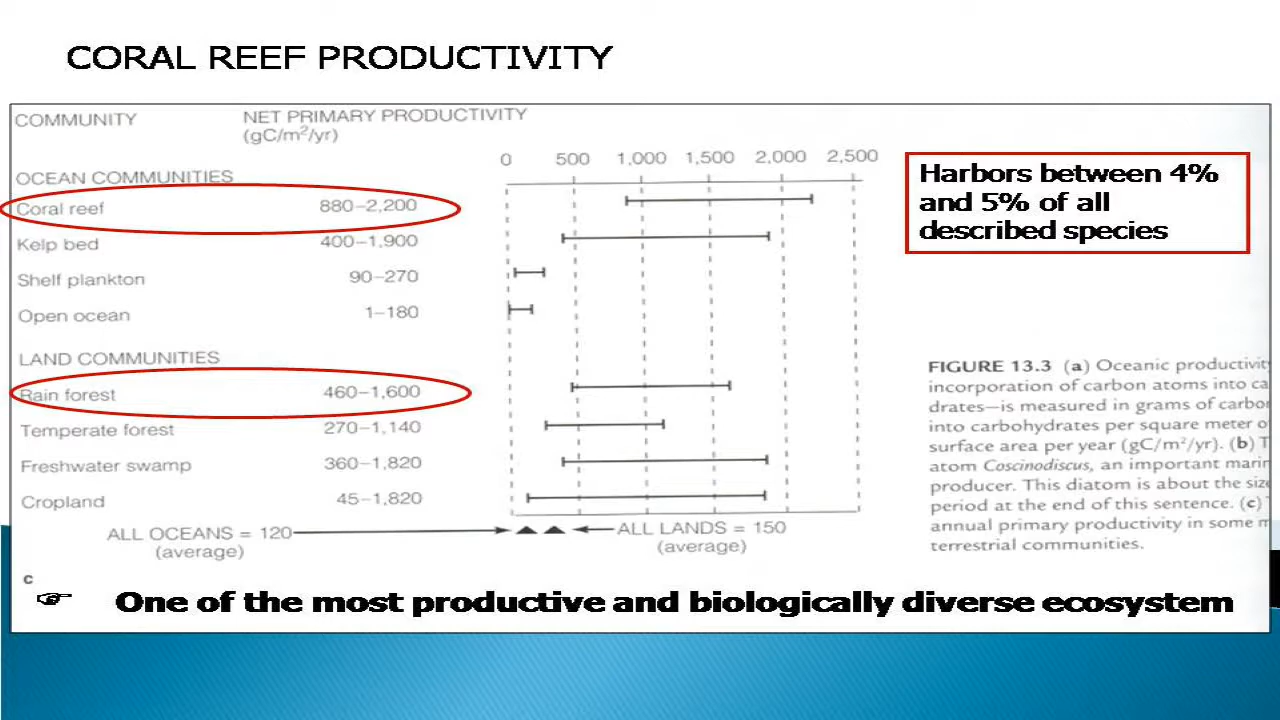 CORAL REEF PRODUCTIVITY
COMMUNITY NET PRIMARY PRODUCTIVITY
(gC/m²/yr)
0 500 1,000 1,500 2,000 2,500
OCEAN COMMUNITIES
Coral reef 880–2,200
Kelp bed 400–1,900
Shelf plankton 90–270
Open ocean 1–180
LAND COMMUNITIES
Rain forest 460–1,600
Temperate forest 270–1,140
Freshwater swamp 360–1,820
Cropland 45–1,820
ALL OCEANS = 120
(average)
ALL LANDS = 150
(average)
c
Harbors between 4%
and 5% of all
described species
FIGURE 13.3 (a) Oceanic productivity
incorporation of carbon atoms into ca
drates—is measured in grams of carbon
into carbohydrates per square meter o
surface area per year (gC/m²/yr). (b) T
atom Coscinodiscus, an important marin
producer. This diatom is about the size
period at the end of this sentence. (c)
annual primary productivity in some m
terrestrial communities.
☞ One of the most productive and biologically diverse ecosystem